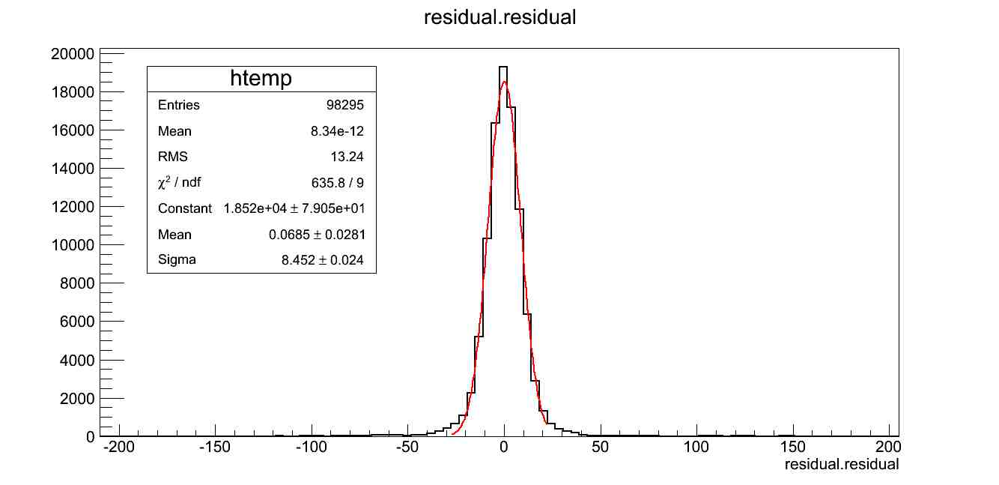 residual.residual
htemp
Entries 98295
Mean 8.34e-12
RMS 13.24
χ² / ndf 635.8 / 9
Constant 1.852e+04 ± 7.905e+01
Mean 0.0685 ± 0.0281
Sigma 8.452 ± 0.024
20000
18000
16000
14000
12000
10000
8000
6000
4000
2000
0
-200 -150 -100 -50 0 50 100 150 200
residual.residual